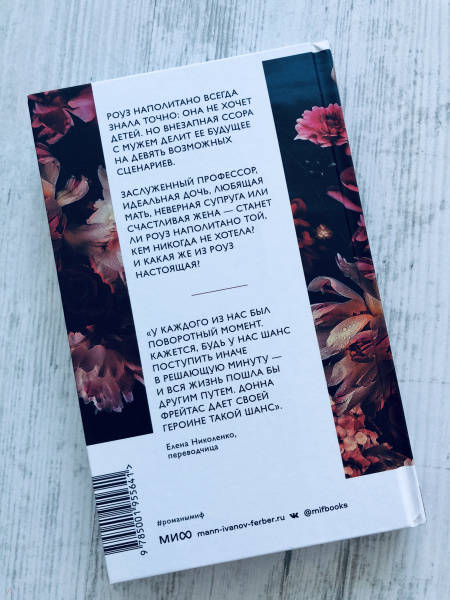 РОУЗ НАПОЛИТАНО ВСЕГДА
ЗНАЛА ТОЧНО: ОНА НЕ ХОЧЕТ
ДЕТЕЙ. НО ВНЕЗАПНАЯ ССОРА
С МУЖЕМ ДЕЛИТ ЕЕ БУДУЩЕЕ
НА ДЕВЯТЬ ВОЗМОЖНЫХ
СЦЕНАРИЕВ.
ЗАСЛУЖЕННЫЙ ПРОФЕССОР,
ИДЕАЛЬНАЯ ДОЧЬ, ЛЮБЯЩАЯ
МАТЬ, НЕВЕРНАЯ СУПРУГА ИЛИ
СЧАСТЛИВАЯ ЖЕНА — СТАНЕТ
ЛИ РОУЗ НАПОЛИТАНО ТОЙ,
КЕМ НИКОГДА НЕ ХОТЕЛА?
И КАКАЯ ЖЕ ИЗ РОУЗ
НАСТОЯЩАЯ?
«У КАЖДОГО ИЗ НАС БЫЛ
ПОВОРОТНЫЙ МОМЕНТ.
КАЖЕТСЯ, БУДЬ У НАС ШАНС
ПОСТУПИТЬ ИНАЧЕ
В РЕШАЮЩУЮ МИНУТУ —
И ВСЯ ЖИЗНЬ ПОШЛА БЫ
ДРУГИМ ПУТЕМ. ДОННА
ФРЕЙТАС ДАЕТ СВОЕЙ
ГЕРОИНЕ ТАКОЙ ШАНС».
Елена Николенко,
переводчица
9 785001 955641 >
#романымиф
МИФ mann-ivanov-ferber.ru @mifbooks